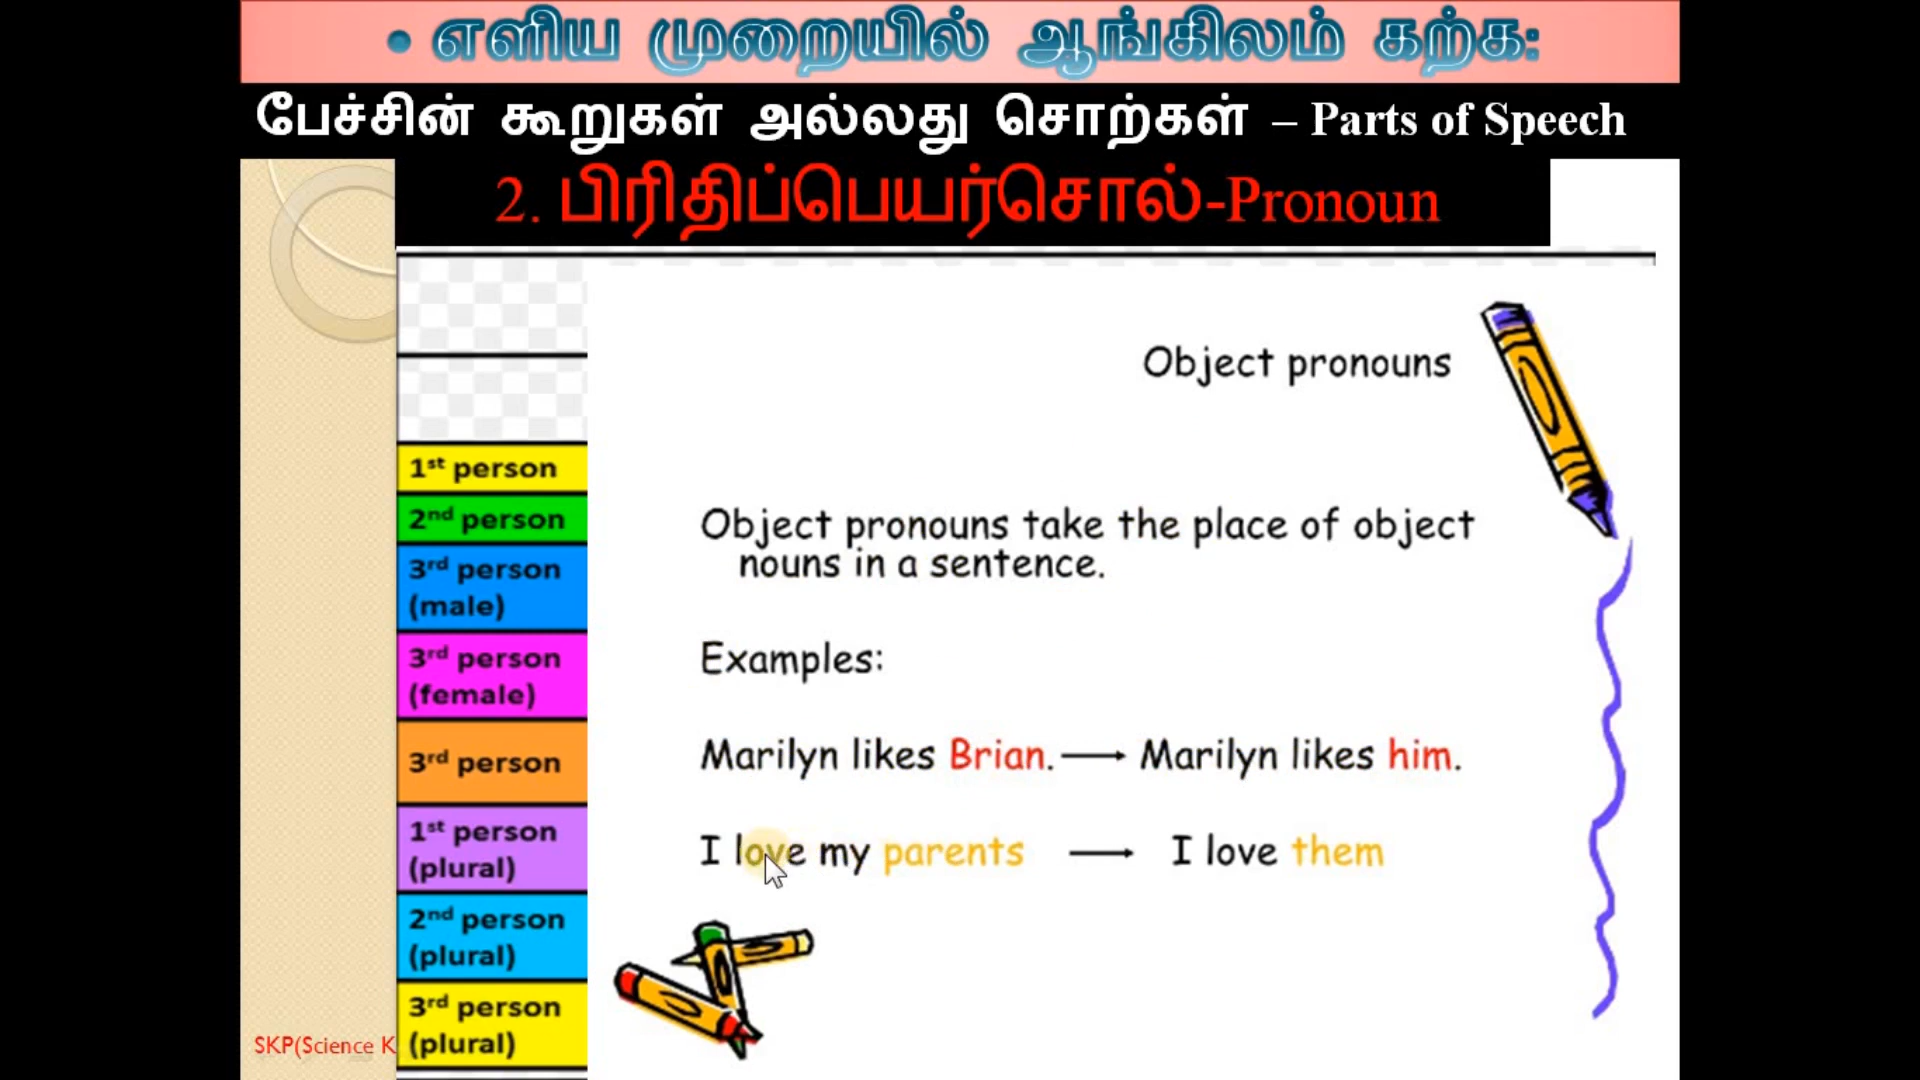 • எளிய முறையில் ஆங்கிலம் கற்க:
பேச்சின் கூறுகள் அல்லது சொற்கள் – Parts of Speech
2. பிரிதிப்பெயர்சொல்-Pronoun
Object pronouns
1st person
2nd person
3rd person
(male)
3rd person
(female)
3rd person
1st person
(plural)
2nd person
(plural)
3rd person
(plural)
Object pronouns take the place of object
nouns in a sentence.
Examples:
Marilyn likes Brian. → Marilyn likes him.
I love my parents → I love them
SKP(Science K